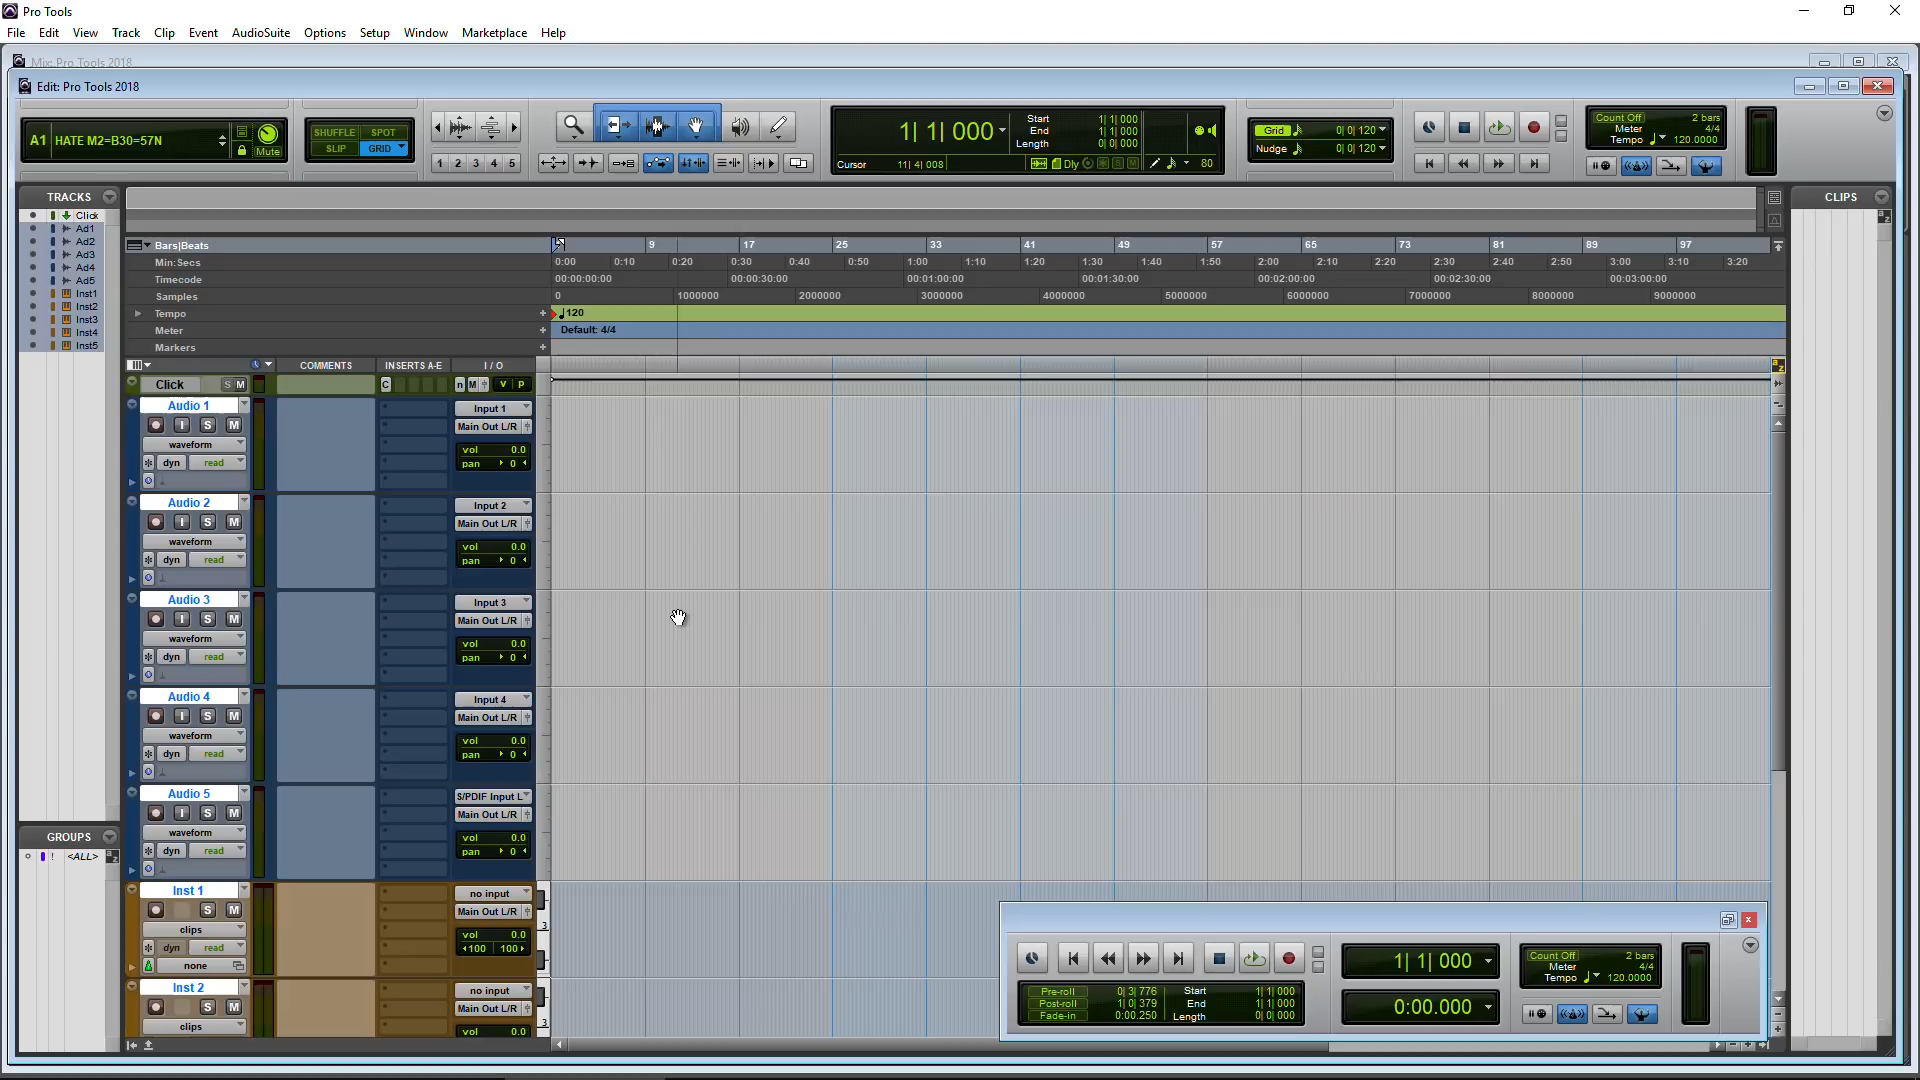 Pro Tools
File Edit View Track Clip Event AudioSuite Options Setup Window Marketplace Help
Mix: Pro Tools 2018
Edit: Pro Tools 2018
A1 HATE M2=B30=57N
Mute
SHUFFLE SPOT
SLIP GRID
1 2 3 4 5
1| 1| 000
Start 1| 1| 000
End 1| 1| 000
Length 0| 0| 000
Cursor 11| 4| 008
Dly
80
Grid 0| 0| 120
Nudge 0| 0| 120
Count Off 2 bars
Meter 4/4
Tempo 120.0000
TRACKS
Click
Ad1
Ad2
Ad3
Ad4
Ad5
Inst1
Inst2
Inst3
Inst4
Inst5
GROUPS
! <ALL>
CLIPS
Bars|Beats 9 17 25 33 41 49 57 65 73 81 89 97
Min:Secs 0:00 0:10 0:20 0:30 0:40 0:50 1:00 1:10 1:20 1:30 1:40 1:50 2:00 2:10 2:20 2:30 2:40 2:50 3:00 3:10 3:20
Timecode 00:00:00:00 00:00:30:00 00:01:00:00 00:01:30:00 00:02:00:00 00:02:30:00 00:03:00:00
Samples 0 1000000 2000000 3000000 4000000 5000000 6000000 7000000 8000000 9000000
Tempo + 120
Meter + Default: 4/4
Markers +
COMMENTS INSERTS A-E I / O
Click S M C n M V P
Audio 1
I S M
waveform
dyn read
Input 1
Main Out L/R
vol 0.0
pan 0
Audio 2
I S M
waveform
dyn read
Input 2
Main Out L/R
vol 0.0
pan 0
Audio 3
I S M
waveform
dyn read
Input 3
Main Out L/R
vol 0.0
pan 0
Audio 4
I S M
waveform
dyn read
Input 4
Main Out L/R
vol 0.0
pan 0
Audio 5
I S M
waveform
dyn read
S/PDIF Input L
Main Out L/R
vol 0.0
pan 0
Inst 1
S M
clips
dyn read
none
no input
Main Out L/R
vol 0.0
100 100
3
Inst 2
S M
clips
no input
Main Out L/R
vol 0.0
3
Pre-roll 0| 3| 776
Post-roll 1| 0| 379
Fade-in 0:00.250
Start 1| 1| 000
End 1| 1| 000
Length 0| 0| 000
1| 1| 000
0:00.000
Count Off 2 bars
Meter 4/4
Tempo 120.0000